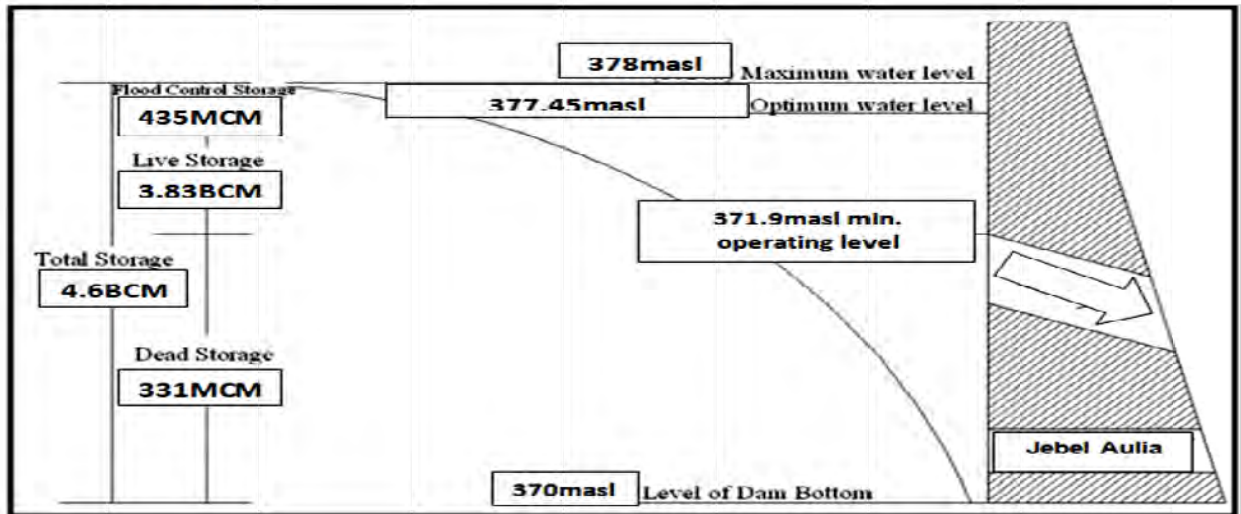 378masl
Maximum water level
Flood Control Storage
435MCM
377.45masl
Optimum water level
Live Storage
3.83BCM
371.9masl min.
operating level
Total Storage
4.6BCM
Dead Storage
331MCM
Jebel Aulia
370masl
Level of Dam Bottom